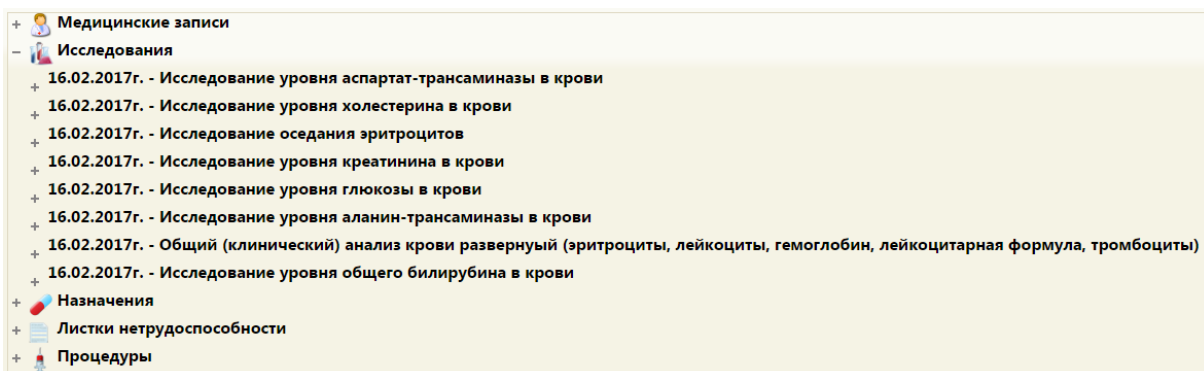 Медицинские записи
Исследования
16.02.2017г. - Исследование уровня аспартат-трансаминазы в крови
16.02.2017г. - Исследование уровня холестерина в крови
16.02.2017г. - Исследование оседания эритроцитов
16.02.2017г. - Исследование уровня креатинина в крови
16.02.2017г. - Исследование уровня глюкозы в крови
16.02.2017г. - Исследование уровня аланин-трансаминазы в крови
16.02.2017г. - Общий (клинический) анализ крови развернуый (эритроциты, лейкоциты, гемоглобин, лейкоцитарная формула, тромбоциты)
16.02.2017г. - Исследование уровня общего билирубина в крови
Назначения
Листки нетрудоспособности
Процедуры